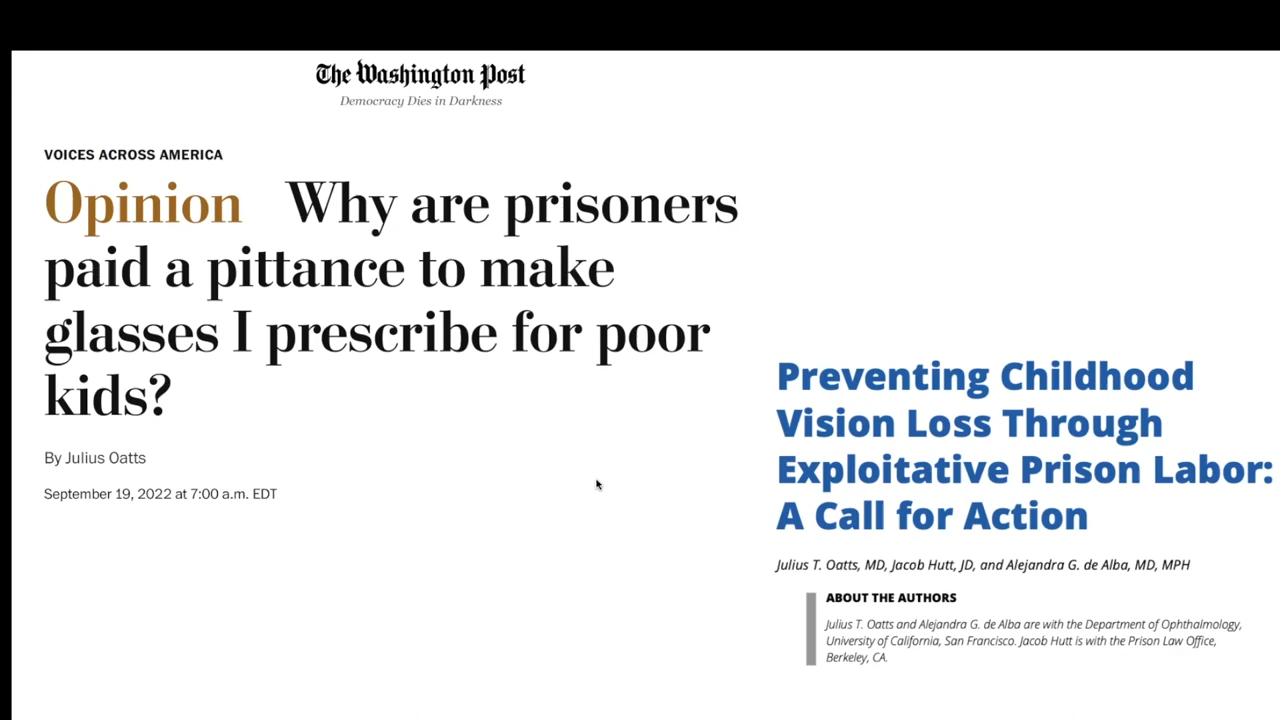 The Washington Post
Democracy Dies in Darkness
VOICES ACROSS AMERICA
Opinion Why are prisoners
paid a pittance to make
glasses I prescribe for poor
kids?
By Julius Oatts
September 19, 2022 at 7:00 a.m. EDT
Preventing Childhood
Vision Loss Through
Exploitative Prison Labor:
A Call for Action
Julius T. Oatts, MD, Jacob Hutt, JD, and Alejandra G. de Alba, MD, MPH
ABOUT THE AUTHORS
Julius T. Oatts and Alejandra G. de Alba are with the Department of Ophthalmology,
University of California, San Francisco. Jacob Hutt is with the Prison Law Office,
Berkeley, CA.